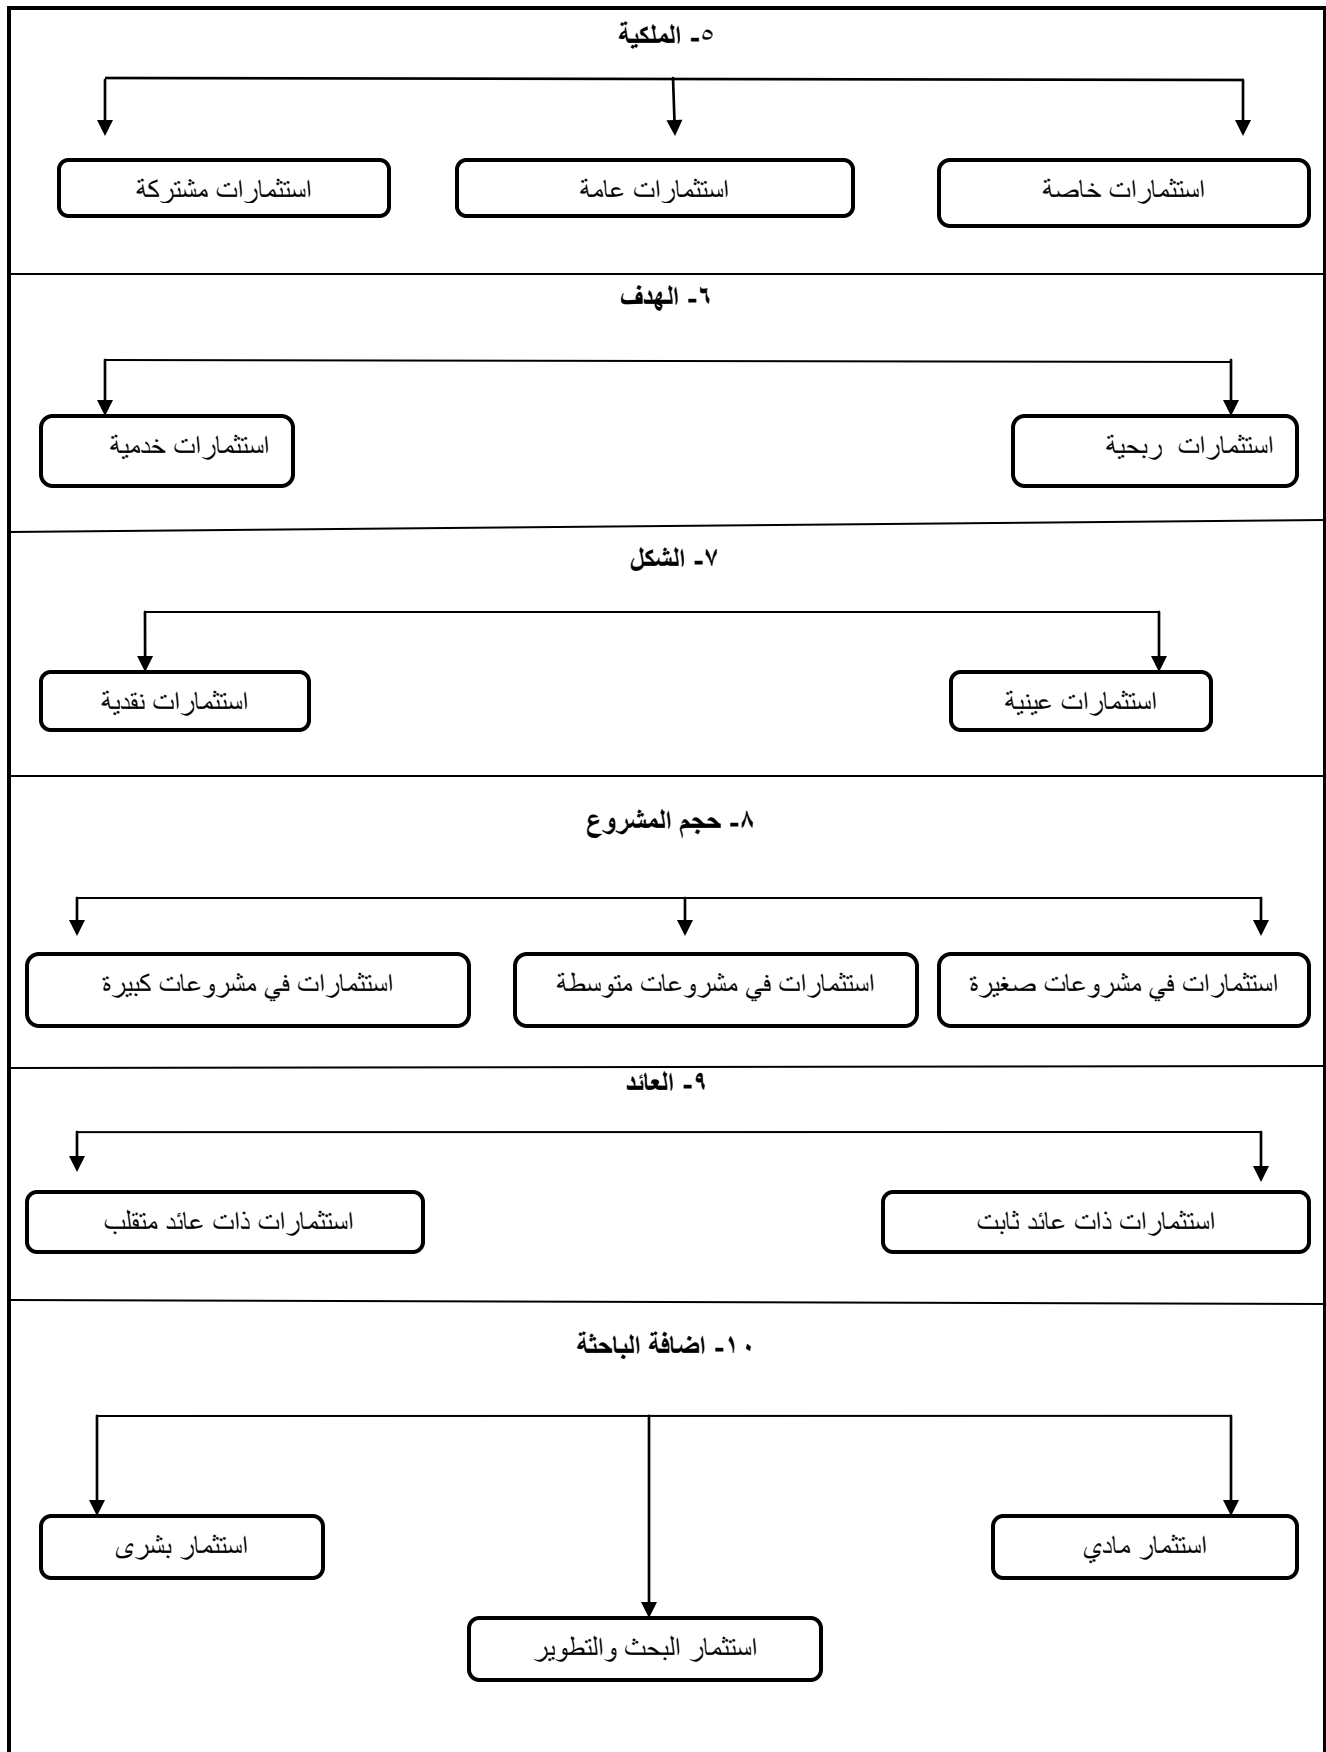 ٥- الملكية
استثمارات خاصة
استثمارات عامة
استثمارات مشتركة
٦- الهدف
استثمارات ربحية
استثمارات خدمية
٧- الشكل
استثمارات عينية
استثمارات نقدية
٨- حجم المشروع
استثمارات في مشروعات صغيرة
استثمارات في مشروعات متوسطة
استثمارات في مشروعات كبيرة
٩- العائد
استثمارات ذات عائد ثابت
استثمارات ذات عائد متقلب
١٠- اضافة الباحثة
استثمار مادي
استثمار بشرى
استثمار البحث والتطوير